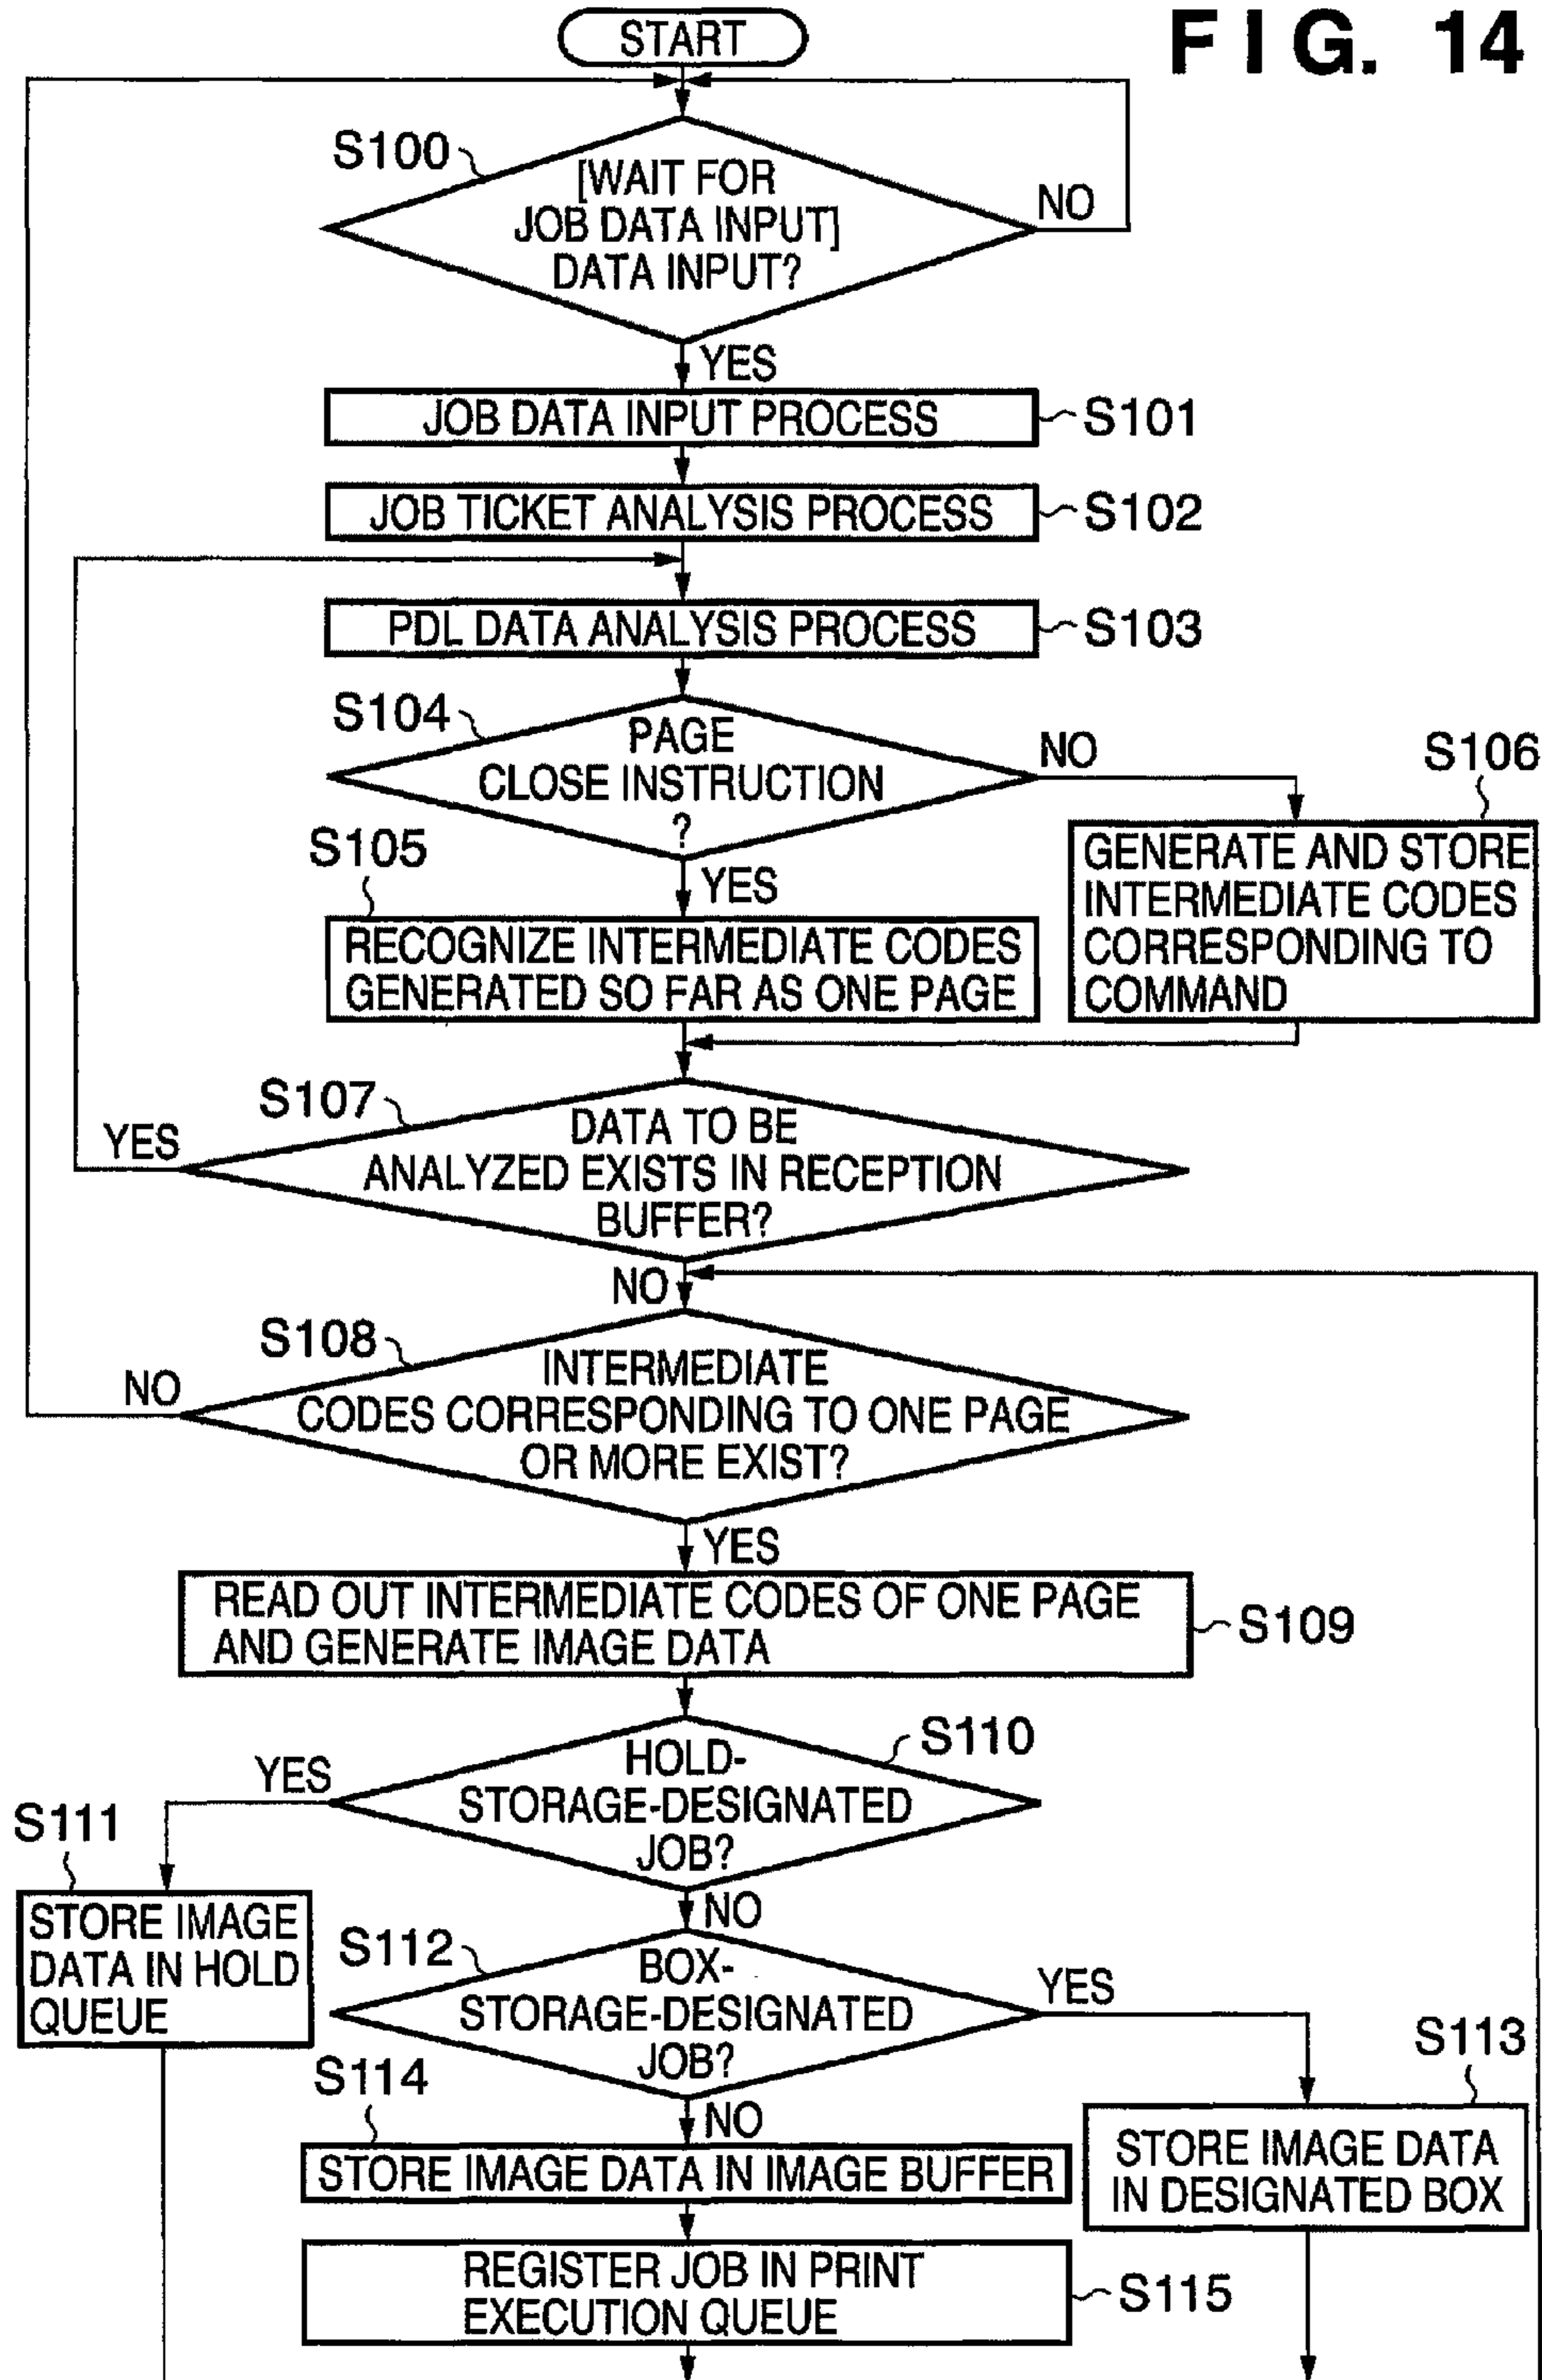 FIG. 14
START
S100
[WAIT FOR
JOB DATA INPUT]
DATA INPUT?
NO
YES
JOB DATA INPUT PROCESS
S101
JOB TICKET ANALYSIS PROCESS
S102
PDL DATA ANALYSIS PROCESS
S103
S104
PAGE
CLOSE INSTRUCTION
?
NO
S106
GENERATE AND STORE
INTERMEDIATE CODES
CORRESPONDING TO
COMMAND
S105
YES
RECOGNIZE INTERMEDIATE CODES
GENERATED SO FAR AS ONE PAGE
S107
YES
DATA TO BE
ANALYZED EXISTS IN RECEPTION
BUFFER?
NO
S108
NO
INTERMEDIATE
CODES CORRESPONDING TO ONE PAGE
OR MORE EXIST?
YES
READ OUT INTERMEDIATE CODES OF ONE PAGE
AND GENERATE IMAGE DATA
S109
S110
YES
HOLD-
STORAGE-DESIGNATED
JOB?
S111
STORE IMAGE
DATA IN HOLD
QUEUE
NO
S112
BOX-
STORAGE-DESIGNATED
JOB?
YES
S113
STORE IMAGE DATA
IN DESIGNATED BOX
S114
NO
STORE IMAGE DATA IN IMAGE BUFFER
REGISTER JOB IN PRINT
EXECUTION QUEUE
S115